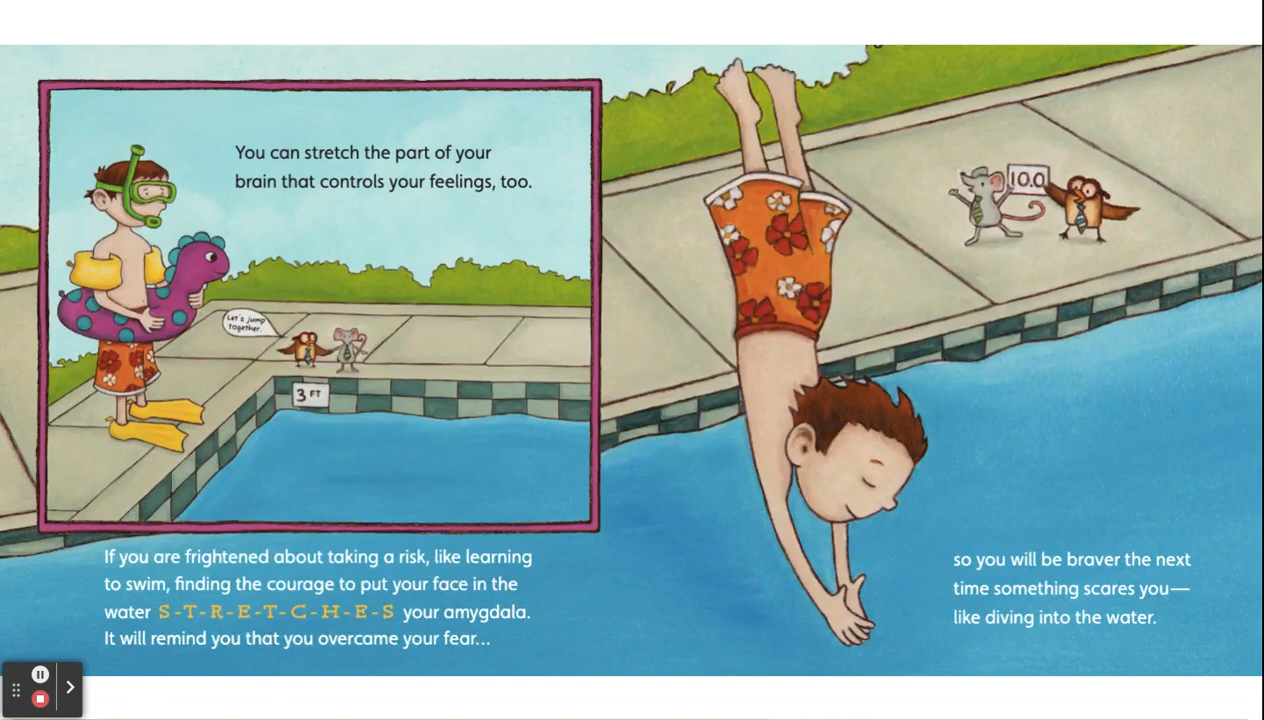 You can stretch the part of your
brain that controls your feelings, too.
Let's jump
together.
3 FT
If you are frightened about taking a risk, like learning
to swim, finding the courage to put your face in the
water S-T-R-E-T-C-H-E-S your amygdala.
It will remind you that you overcame your fear...
10.0
so you will be braver the next
time something scares you—
like diving into the water.